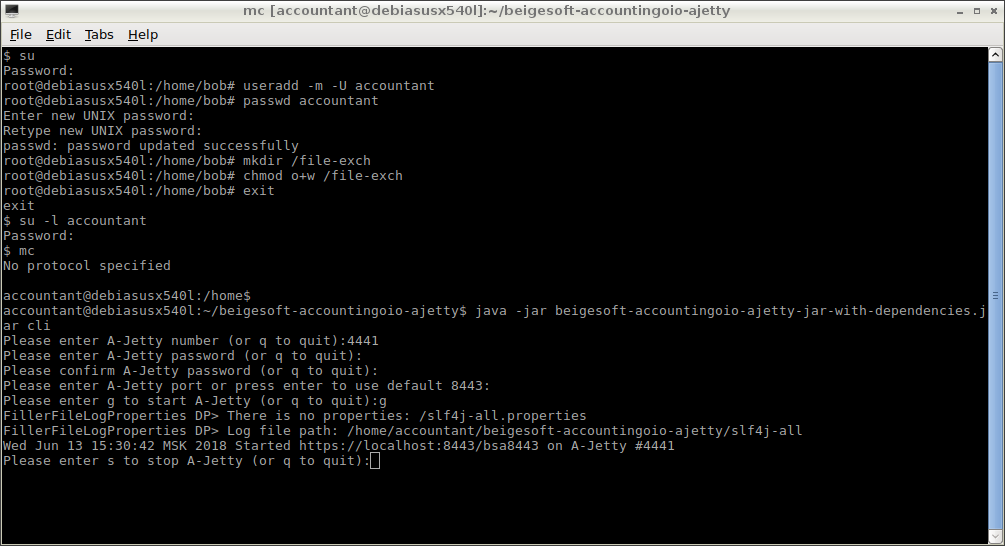 mc [accountant@debiasusx540l]:~/beigesoft-accountingoio-ajetty
File Edit Tabs Help
$ su
Password:
root@debiasusx540l:/home/bob# useradd -m -U accountant
root@debiasusx540l:/home/bob# passwd accountant
Enter new UNIX password:
Retype new UNIX password:
passwd: password updated successfully
root@debiasusx540l:/home/bob# mkdir /file-exch
root@debiasusx540l:/home/bob# chmod o+w /file-exch
root@debiasusx540l:/home/bob# exit
exit
$ su -l accountant
Password:
$ mc
No protocol specified
accountant@debiasusx540l:/home$
accountant@debiasusx540l:~/beigesoft-accountingoio-ajetty$ java -jar beigesoft-accountingoio-ajetty-jar-with-dependencies.j
ar cli
Please enter A-Jetty number (or q to quit):4441
Please enter A-Jetty password (or q to quit):
Please confirm A-Jetty password (or q to quit):
Please enter A-Jetty port or press enter to use default 8443:
Please enter g to start A-Jetty (or q to quit):g
FillerFileLogProperties DP> There is no properties: /slf4j-all.properties
FillerFileLogProperties DP> Log file path: /home/accountant/beigesoft-accountingoio-ajetty/slf4j-all
Wed Jun 13 15:30:42 MSK 2018 Started https://localhost:8443/bsa8443 on A-Jetty #4441
Please enter s to stop A-Jetty (or q to quit):